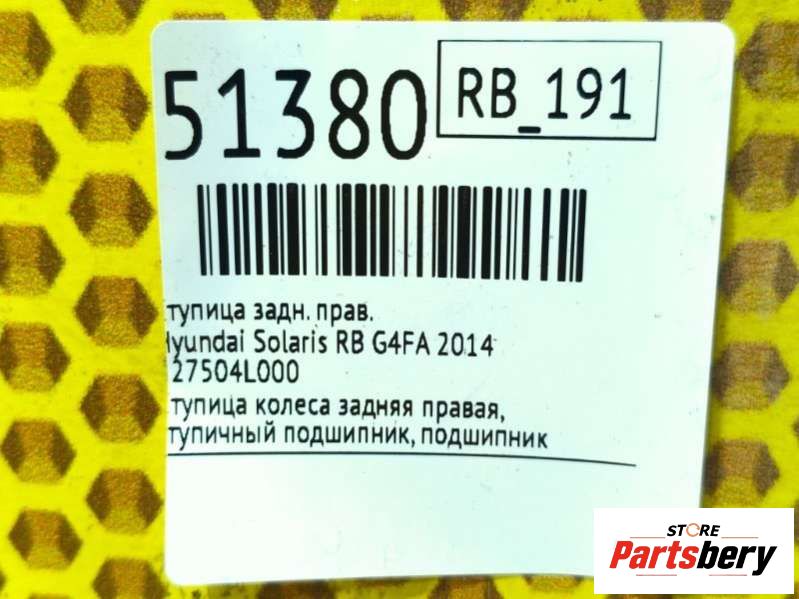 51380
RB_191
тупица задн. прав.
Hyundai Solaris RB G4FA 2014
27504L000
тупица колеса задняя правая,
тупичный подшипник, подшипник
STORE
Partsbery